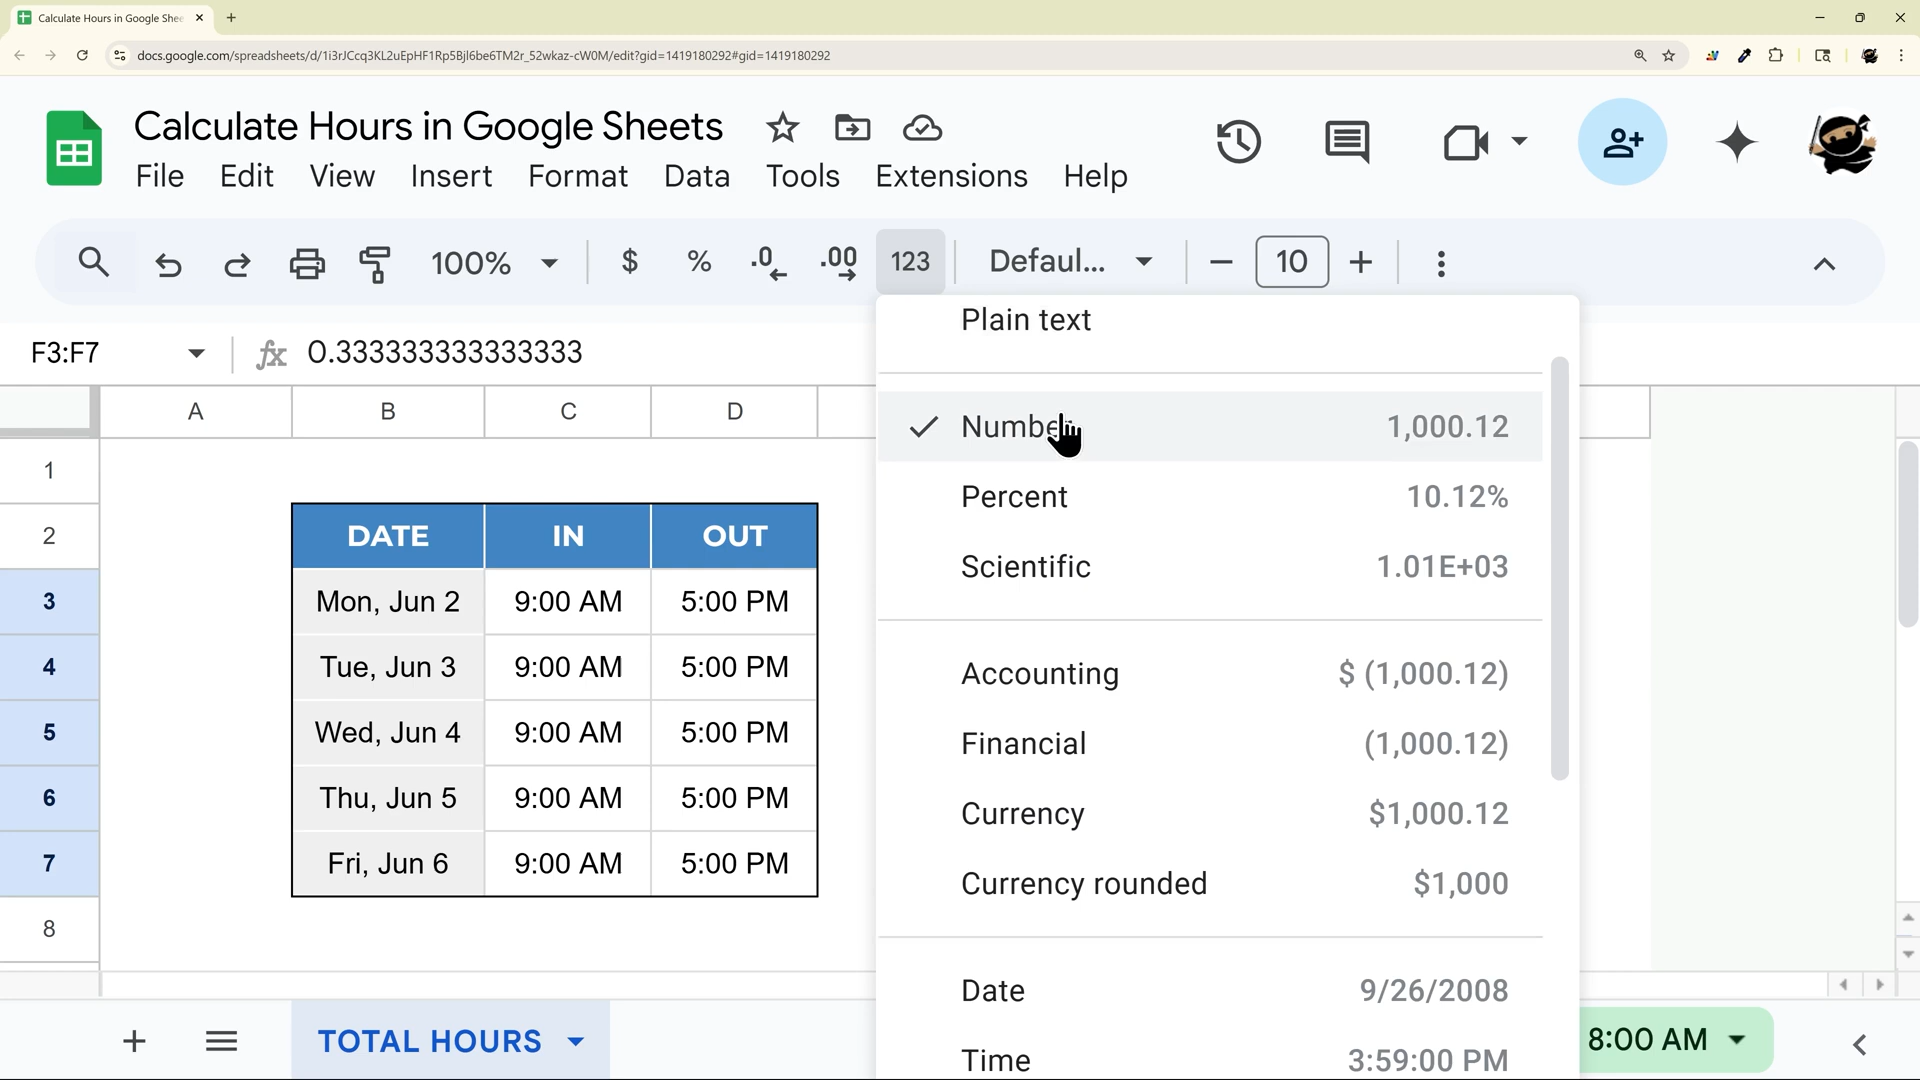 Calculate Hours in Google Shee
docs.google.com/spreadsheets/d/1i3rJCcq3KL2uEpHF1Rp5Bjl6be6TM2r_52wkaz-cW0M/edit?gid=1419180292#gid=1419180292
Calculate Hours in Google Sheets
File Edit View Insert Format Data Tools Extensions Help
100% $ % .0 .00 123 Defaul... 10
F3:F7 fx 0.333333333333333
A B C D
1
2 DATE IN OUT
3 Mon, Jun 2 9:00 AM 5:00 PM
4 Tue, Jun 3 9:00 AM 5:00 PM
5 Wed, Jun 4 9:00 AM 5:00 PM
6 Thu, Jun 5 9:00 AM 5:00 PM
7 Fri, Jun 6 9:00 AM 5:00 PM
8
Plain text
Number 1,000.12
Percent 10.12%
Scientific 1.01E+03
Accounting $ (1,000.12)
Financial (1,000.12)
Currency $1,000.12
Currency rounded $1,000
Date 9/26/2008
Time 3:59:00 PM
TOTAL HOURS
8:00 AM